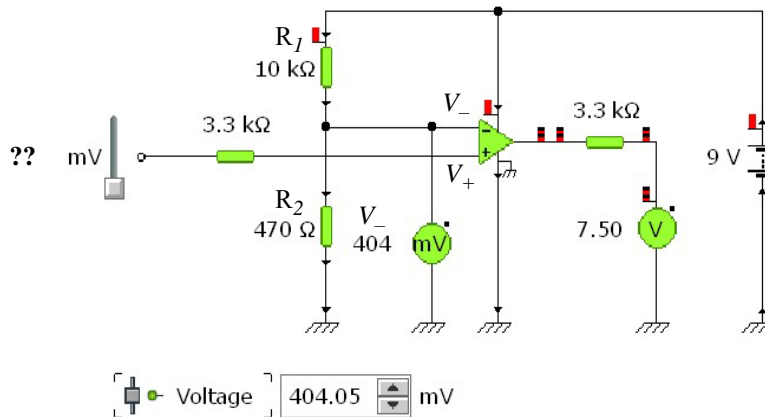 R1
10 kΩ
V−
3.3 kΩ
3.3 kΩ
−
+
?? mV
9 V
V+
R2
470 Ω
V−
404
mV
7.50
V
Voltage 404.05 mV